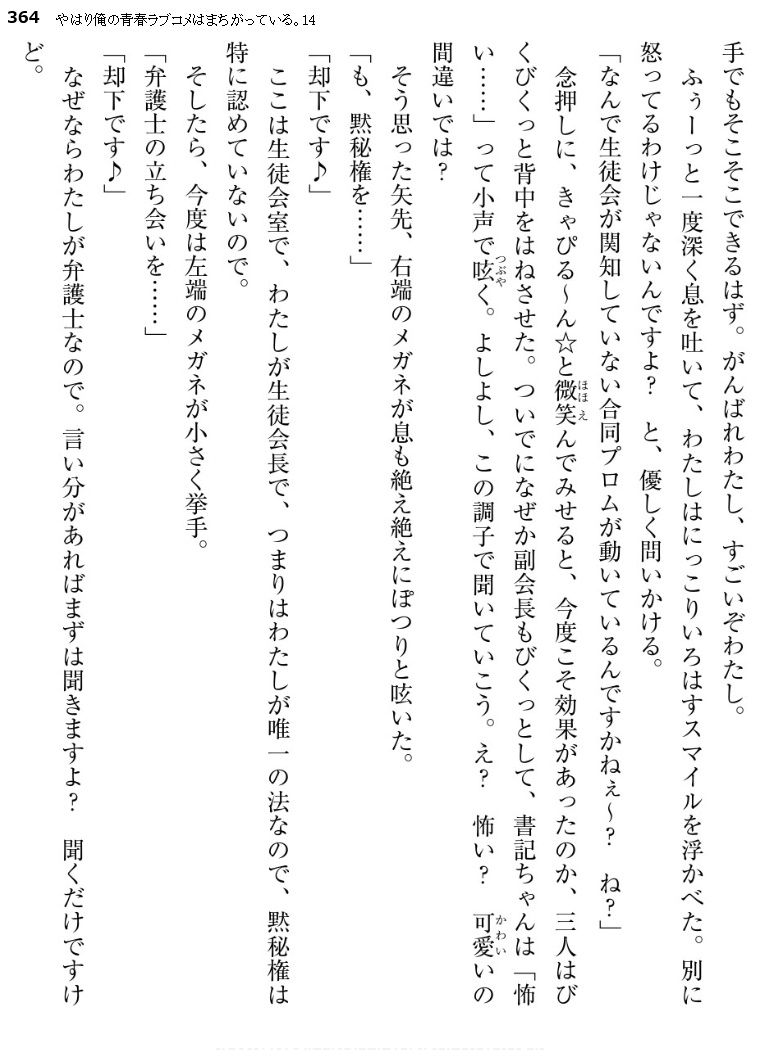 364 やはり俺の青春ラブコメはまちがっている。14
手でもそこそこできるはず。がんばれわたし、すごいぞわたし。
ふぅーっと一度深く息を吐いて、わたしはにっこりいろはすスマイルを浮かべた。別に
怒ってるわけじゃないんですよ？　と、優しく問いかける。
「なんで生徒会が関知していない合同プロムが動いているんですかねぇ～？　ね？」
念押しに、きゃぴる～ん☆と微笑んでみせると、今度こそ効果があったのか、三人はび
くびくっと背中をはねさせた。ついでになぜか副会長もびくっとして、書記ちゃんは「怖
い……」って小声で呟く。よしよし、この調子で聞いていこう。え？　怖い？　可愛いの
間違いでは？
そう思った矢先、右端のメガネが息も絶え絶えにぽつりと呟いた。
「も、黙秘権を……」
「却下です♪」
ここは生徒会室で、わたしが生徒会長で、つまりはわたしが唯一の法なので、黙秘権は
特に認めていないので。
そしたら、今度は左端のメガネが小さく挙手。
「弁護士の立ち会いを……」
「却下です♪」
なぜならわたしが弁護士なので。言い分があればまずは聞きますよ？　聞くだけですけ
ど。